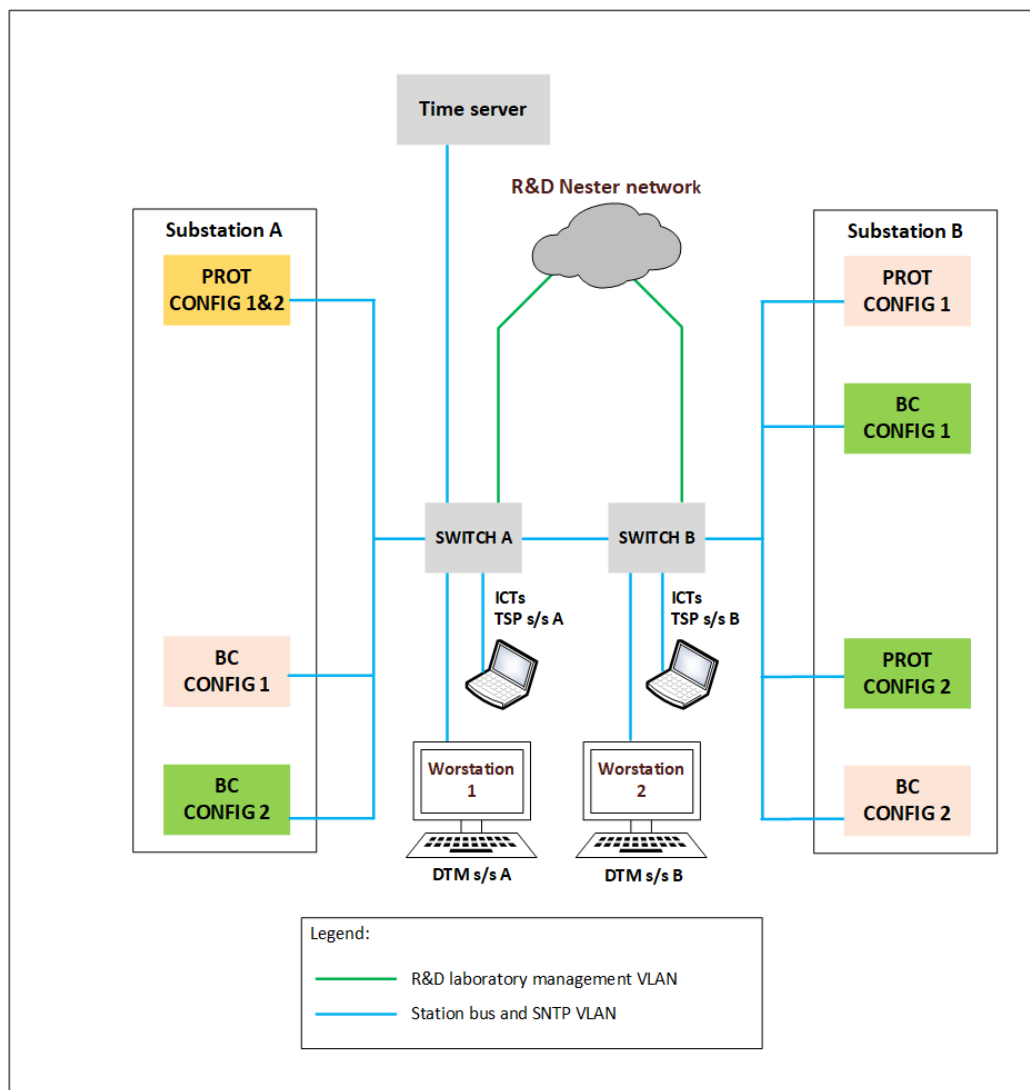 Time server
R&D Nester network
Substation A
PROT
CONFIG 1&2
BC
CONFIG 1
BC
CONFIG 2
Substation B
PROT
CONFIG 1
BC
CONFIG 1
PROT
CONFIG 2
BC
CONFIG 2
SWITCH A
SWITCH B
ICTs
TSP s/s A
ICTs
TSP s/s B
Worstation
1
DTM s/s A
Worstation
2
DTM s/s B
Legend:
R&D laboratory management VLAN
Station bus and SNTP VLAN